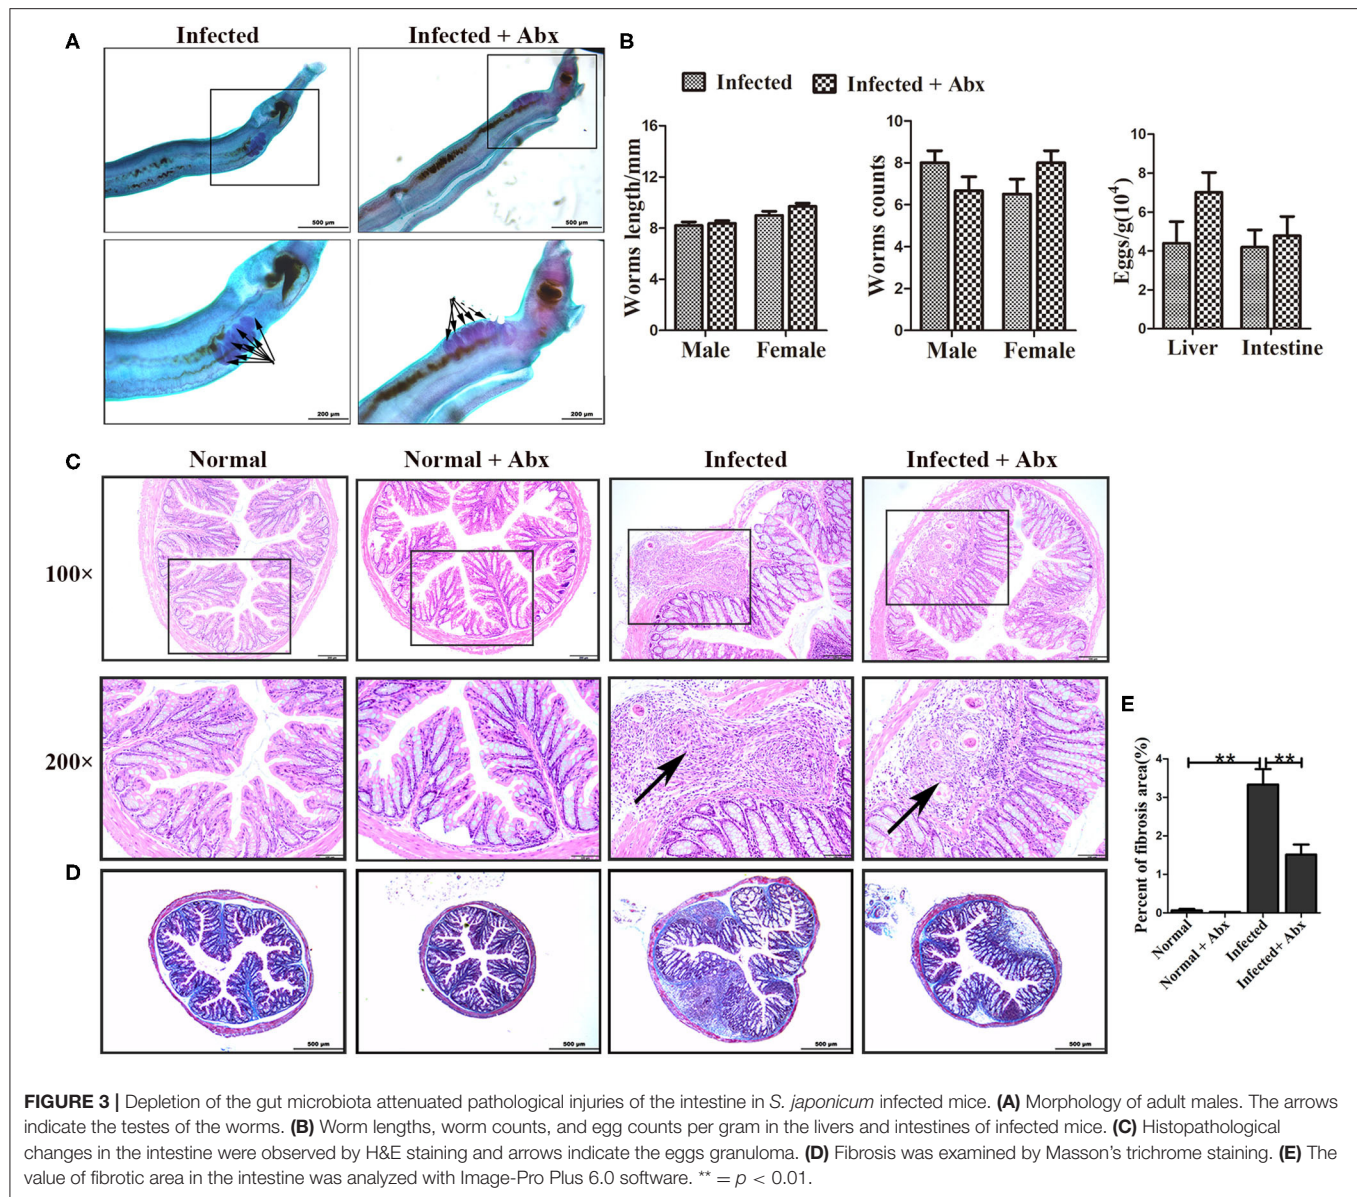 A
Infected
Infected + Abx
500 µm
500 µm
200 µm
200 µm
B
Infected
Infected + Abx
Worms length/mm
16
12
8
4
0
Male
Female
Worms counts
10
8
6
4
2
0
Male
Female
Eggs/g(10⁴)
10
8
6
4
2
0
Liver
Intestine
C
Normal
Normal + Abx
Infected
Infected + Abx
100×
200×
D
500 µm
500 µm
500 µm
500 µm
E
Percent of fibrosis area(%)
4
3
2
1
0
**
**
Normal
Normal + Abx
Infected
Infected+ Abx
FIGURE 3 | Depletion of the gut microbiota attenuated pathological injuries of the intestine in S. japonicum infected mice. (A) Morphology of adult males. The arrows
indicate the testes of the worms. (B) Worm lengths, worm counts, and egg counts per gram in the livers and intestines of infected mice. (C) Histopathological
changes in the intestine were observed by H&E staining and arrows indicate the eggs granuloma. (D) Fibrosis was examined by Masson's trichrome staining. (E) The
value of fibrotic area in the intestine was analyzed with Image-Pro Plus 6.0 software. ** = p < 0.01.